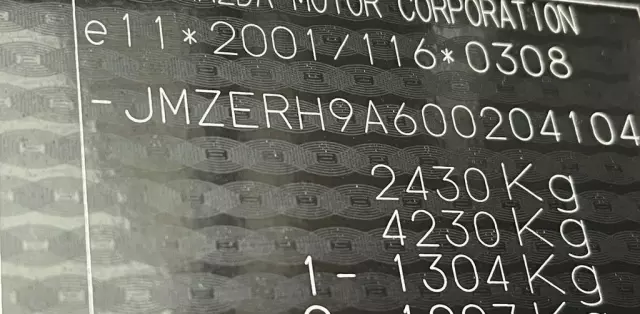 MOTOR CORPORATION
e11*2001/116*0308
-JMZERH9A600204104
2430Kg
4230Kg
1- 1304Kg